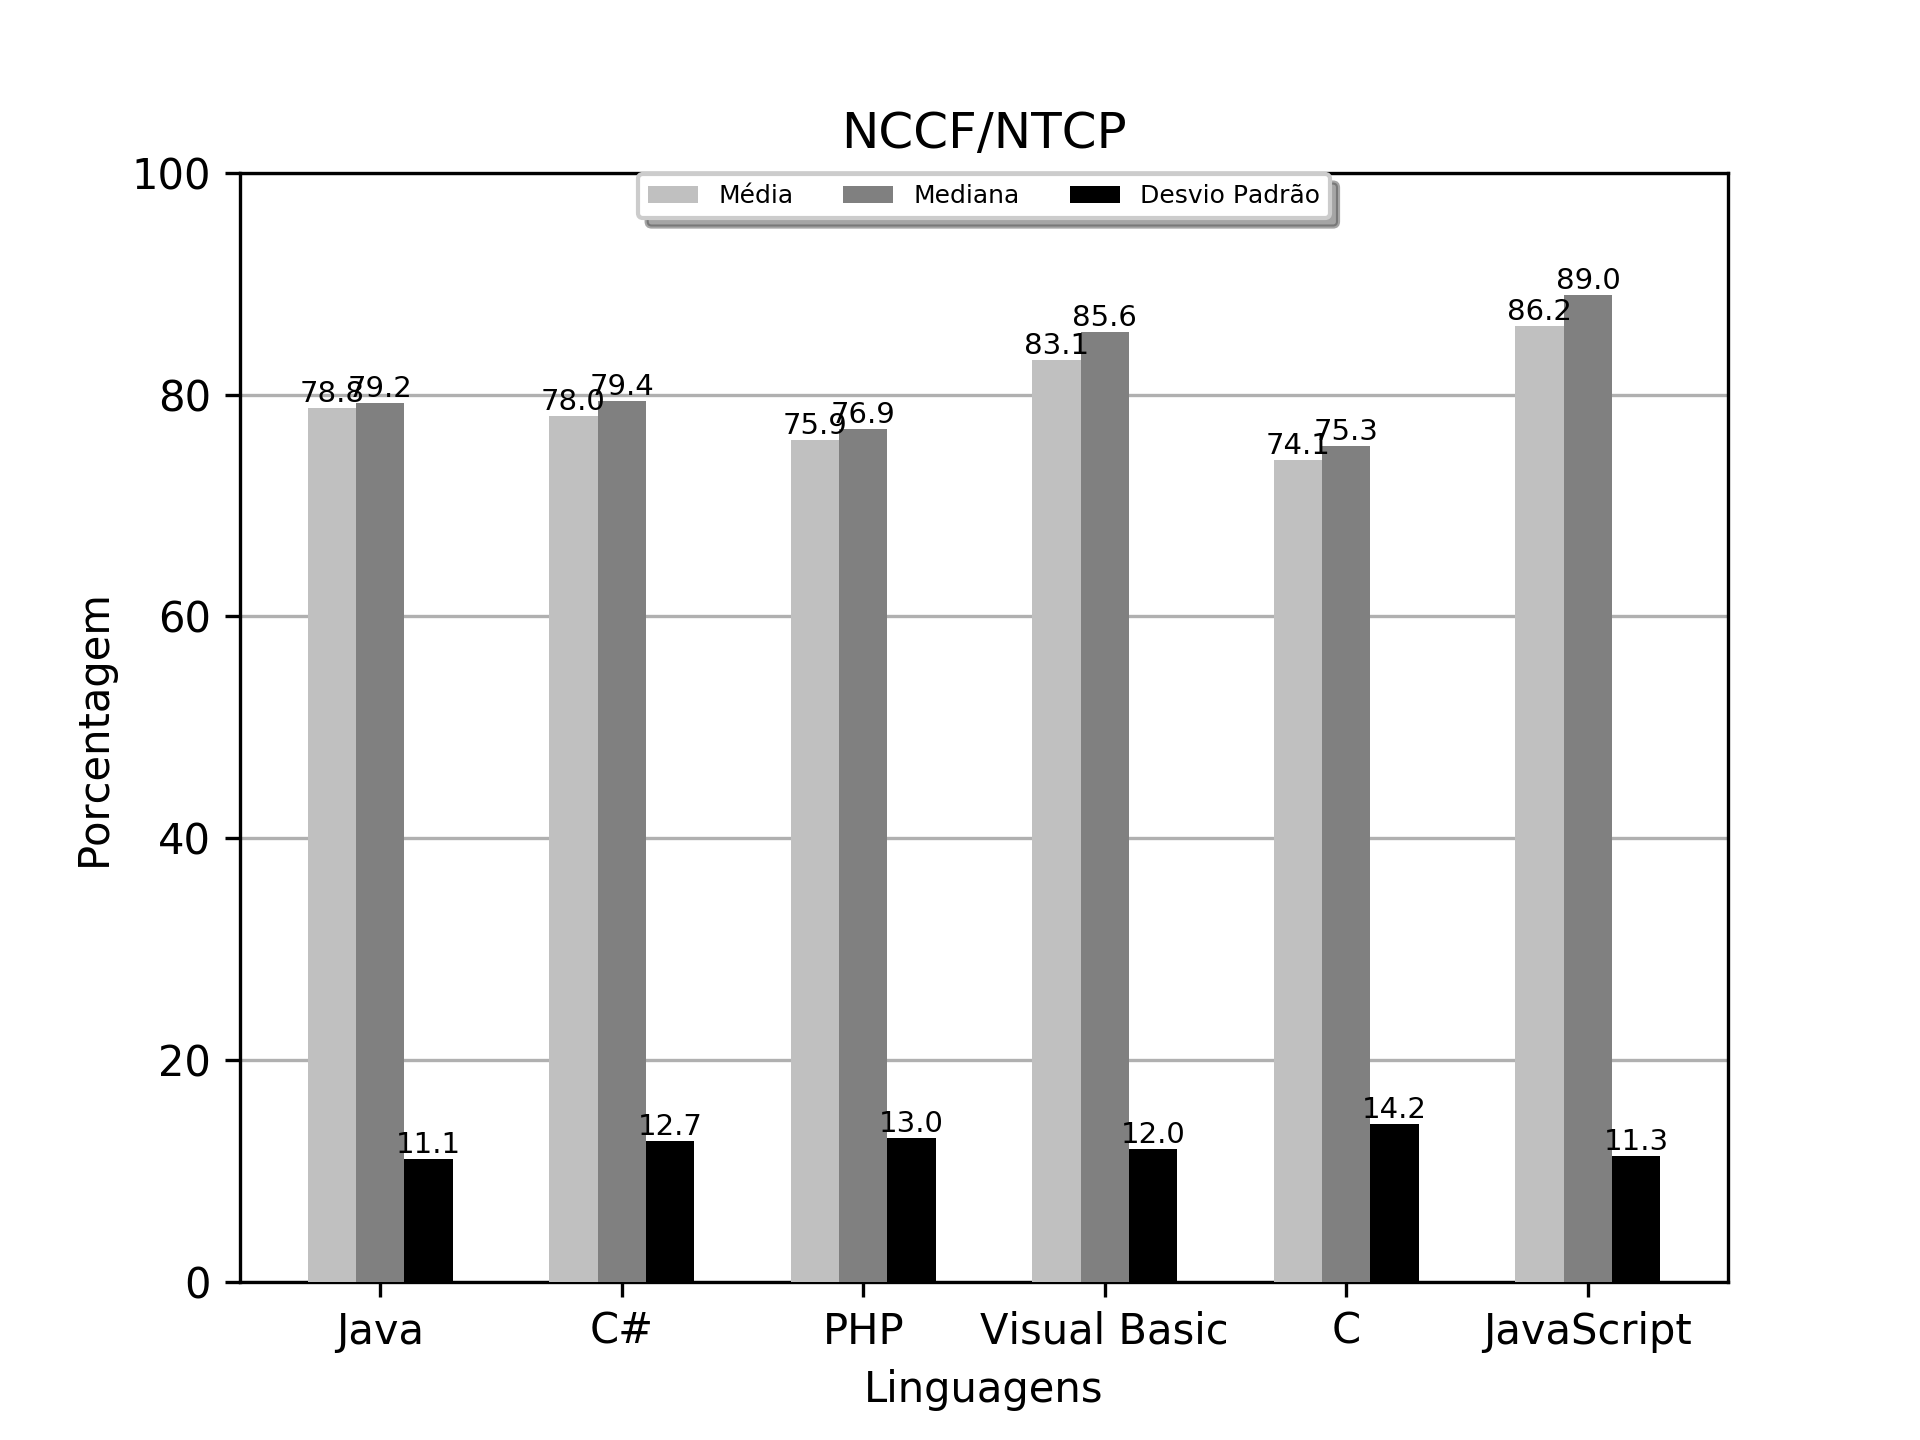 NCCF/NTCP
Média Mediana Desvio Padrão
Porcentagem
100
80
60
40
20
0
78.8 79.2 11.1
78.0 79.4 12.7
75.9 76.9 13.0
83.1 85.6 12.0
74.1 75.3 14.2
86.2 89.0 11.3
Java C# PHP Visual Basic C JavaScript
Linguagens